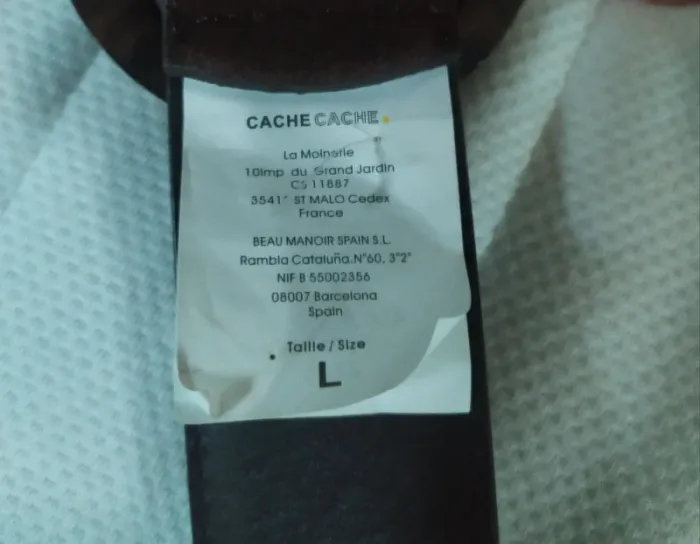 CACHE CACHE.
La Moinerie
10Imp du Grand Jardin
CS 11887
3541 ST MALO Cedex
France
BEAU MANOIR SPAIN S.L.
Rambla Cataluña.N°60, 3°2°
NIF B 55002356
08007 Barcelona
Spain
Taille / Size
L